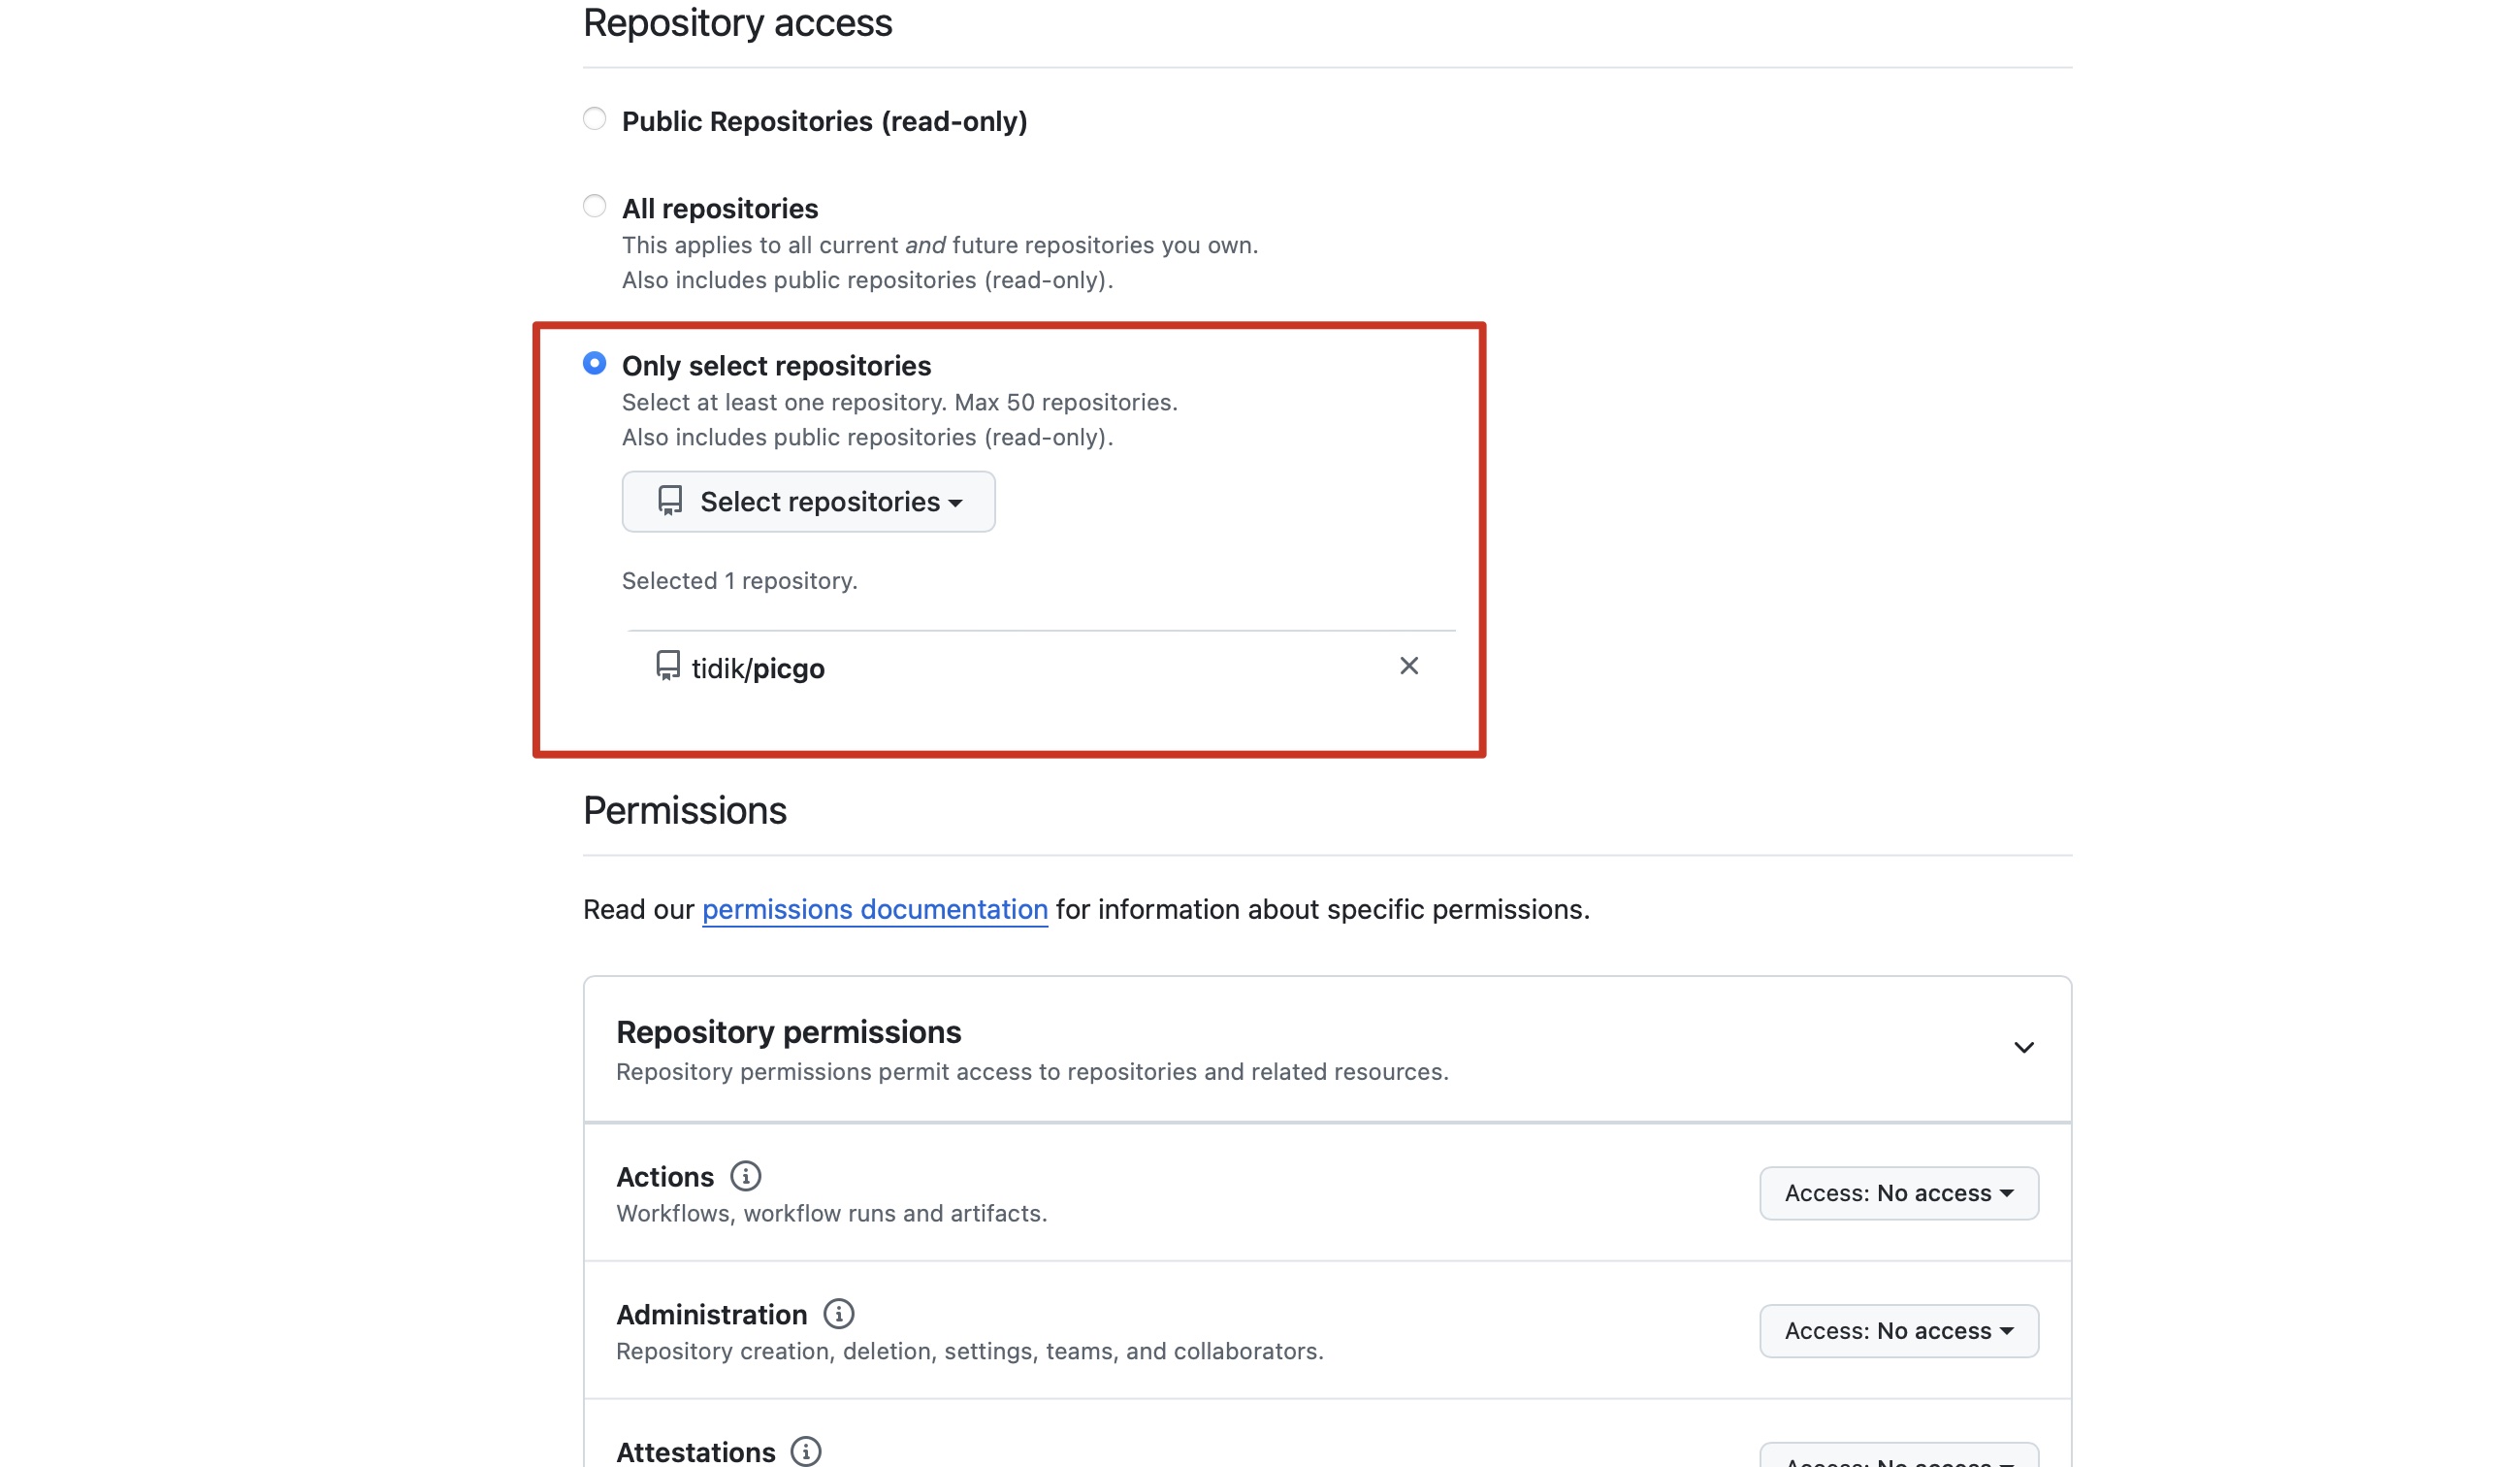 Repository access
Public Repositories (read-only)
All repositories
This applies to all current and future repositories you own.
Also includes public repositories (read-only).
Only select repositories
Select at least one repository. Max 50 repositories.
Also includes public repositories (read-only).
Select repositories
Selected 1 repository.
tidik/picgo
Permissions
Read our permissions documentation for information about specific permissions.
Repository permissions
Repository permissions permit access to repositories and related resources.
Actions
Access: No access
Workflows, workflow runs and artifacts.
Administration
Access: No access
Repository creation, deletion, settings, teams, and collaborators.
Attestations
Access: No access